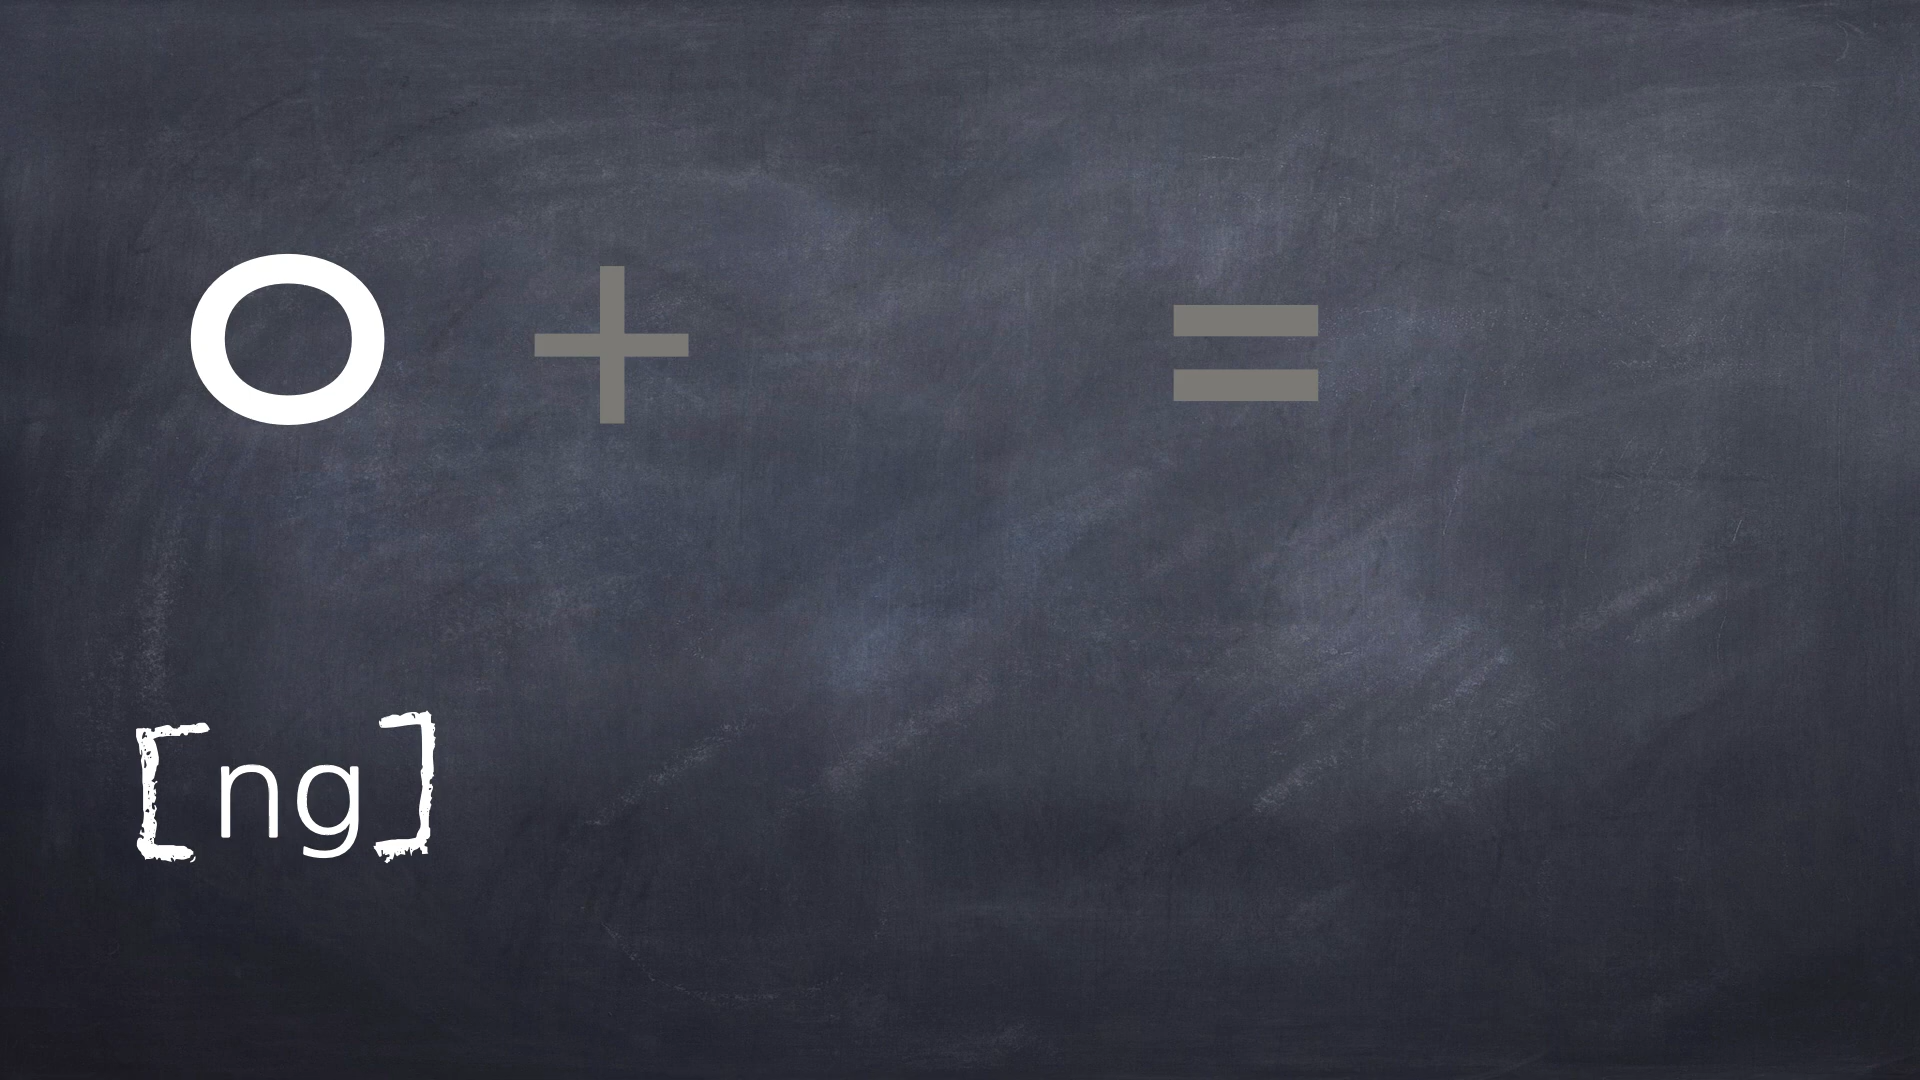 ㅇ + =
[ng]